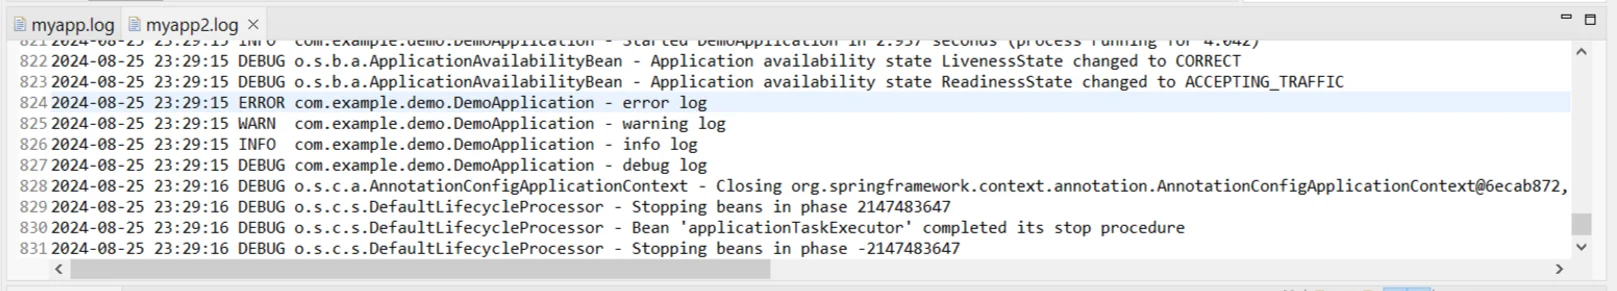 myapp.log myapp2.log
821 2024-08-25 23:29:15 INFO  com.example.demo.DemoApplication - Started DemoApplication in 2.957 seconds (process running for 4.042)
822 2024-08-25 23:29:15 DEBUG o.s.b.a.ApplicationAvailabilityBean - Application availability state LivenessState changed to CORRECT
823 2024-08-25 23:29:15 DEBUG o.s.b.a.ApplicationAvailabilityBean - Application availability state ReadinessState changed to ACCEPTING_TRAFFIC
824 2024-08-25 23:29:15 ERROR com.example.demo.DemoApplication - error log
825 2024-08-25 23:29:15 WARN  com.example.demo.DemoApplication - warning log
826 2024-08-25 23:29:15 INFO  com.example.demo.DemoApplication - info log
827 2024-08-25 23:29:15 DEBUG com.example.demo.DemoApplication - debug log
828 2024-08-25 23:29:16 DEBUG o.s.c.a.AnnotationConfigApplicationContext - Closing org.springframework.context.annotation.AnnotationConfigApplicationContext@6ecab872,
829 2024-08-25 23:29:16 DEBUG o.s.c.s.DefaultLifecycleProcessor - Stopping beans in phase 2147483647
830 2024-08-25 23:29:16 DEBUG o.s.c.s.DefaultLifecycleProcessor - Bean 'applicationTaskExecutor' completed its stop procedure
831 2024-08-25 23:29:16 DEBUG o.s.c.s.DefaultLifecycleProcessor - Stopping beans in phase -2147483647